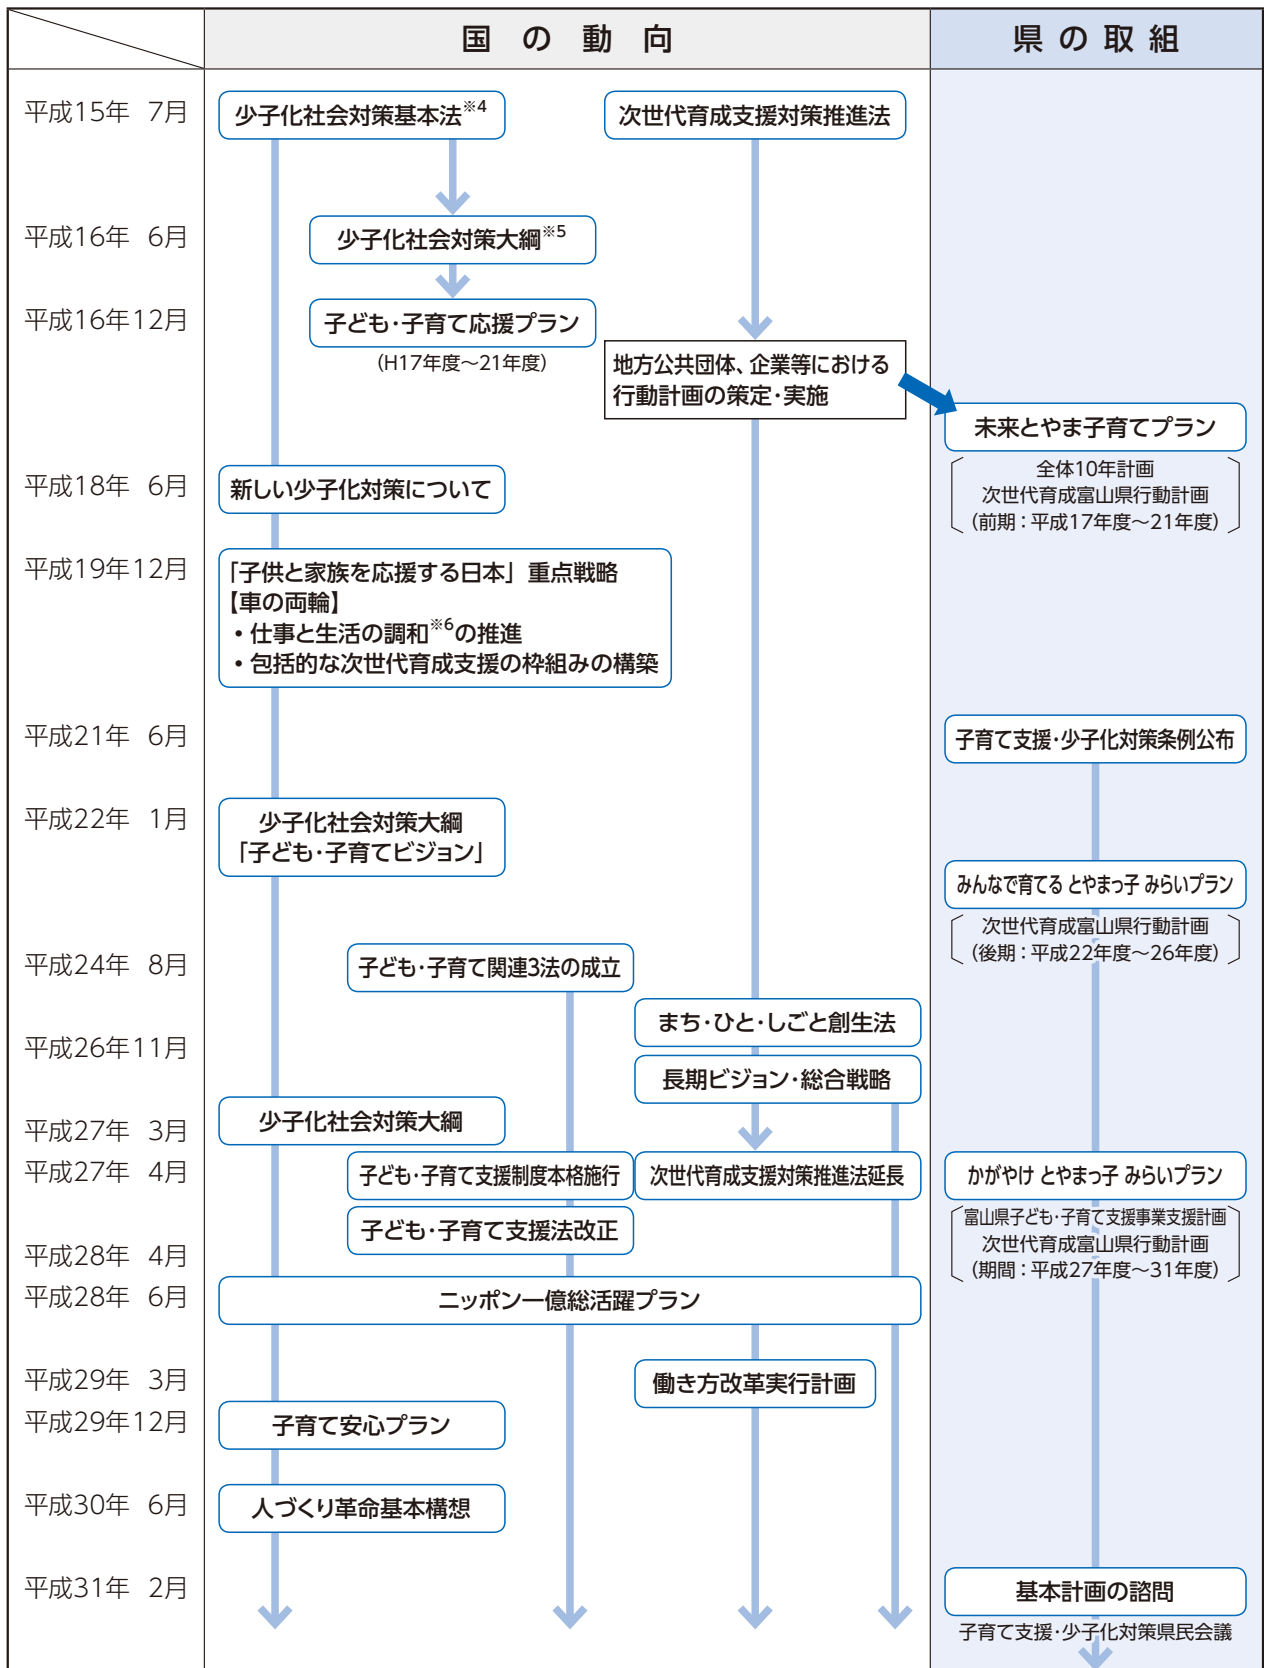 国の動向
県の取組
平成15年 7月
少子化社会対策基本法※4
次世代育成支援対策推進法
平成16年 6月
少子化社会対策大綱※5
平成16年12月
子ども・子育て応援プラン
(H17年度～21年度)
地方公共団体、企業等における
行動計画の策定・実施
未来とやま子育てプラン
全体10年計画
次世代育成富山県行動計画
(前期：平成17年度～21年度)
平成18年 6月
新しい少子化対策について
平成19年12月
「子供と家族を応援する日本」重点戦略
【車の両輪】
・仕事と生活の調和※6の推進
・包括的な次世代育成支援の枠組みの構築
平成21年 6月
子育て支援・少子化対策条例公布
平成22年 1月
少子化社会対策大綱
「子ども・子育てビジョン」
みんなで育てる とやまっ子 みらいプラン
次世代育成富山県行動計画
(後期：平成22年度～26年度)
平成24年 8月
子ども・子育て関連3法の成立
まち・ひと・しごと創生法
平成26年11月
長期ビジョン・総合戦略
少子化社会対策大綱
平成27年 3月
平成27年 4月
子ども・子育て支援制度本格施行
次世代育成支援対策推進法延長
かがやけ とやまっ子 みらいプラン
富山県子ども・子育て支援事業支援計画
次世代育成富山県行動計画
(期間：平成27年度～31年度)
子ども・子育て支援法改正
平成28年 4月
平成28年 6月
ニッポン一億総活躍プラン
平成29年 3月
働き方改革実行計画
平成29年12月
子育て安心プラン
平成30年 6月
人づくり革命基本構想
平成31年 2月
基本計画の諮問
子育て支援・少子化対策県民会議